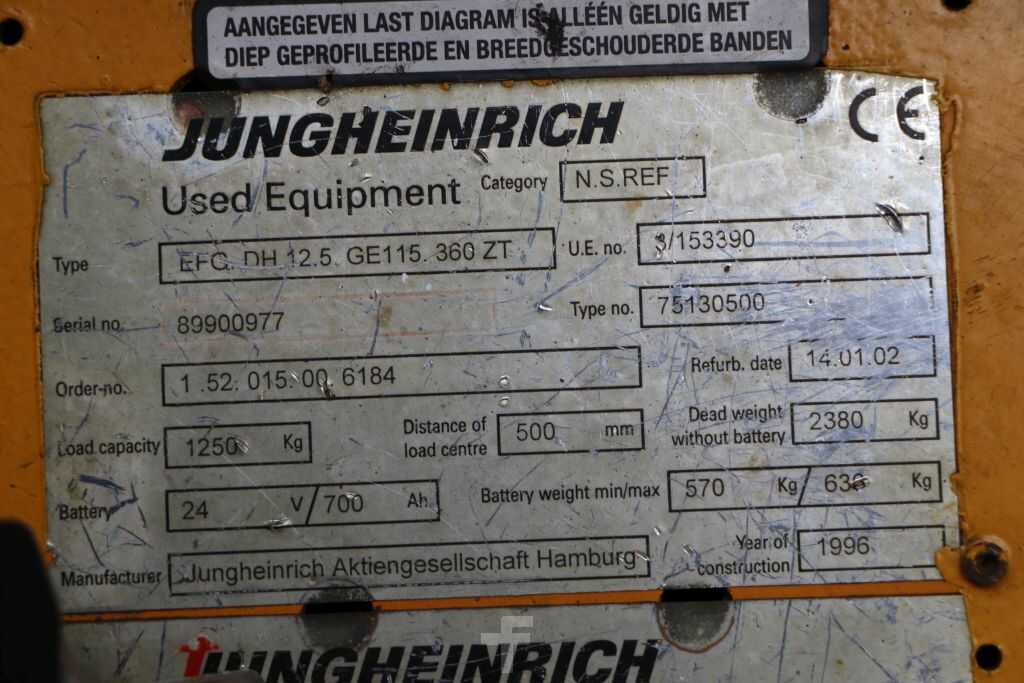 AANGEGEVEN LAST DIAGRAM IS ALLÉÉN GELDIG MET
DIEP GEPROFILEERDE EN BREEDGESCHOUDERDE BANDEN
JUNGHEINRICH CE
Used Equipment Category N.S.REF
Type EFG. DH 12.5. GE115. 360 ZT U.E. no. 3/153390
Serial no. 89900977 Type no. 75130500
Order-no. 1.52.015.00.6184 Refurb. date 14.01.02
Load capacity 1250 Kg Distance of load centre 500 mm Dead weight without battery 2380 Kg
Battery 24 V/700 Ah Battery weight min/max 570 Kg/636 Kg
Manufacturer Jungheinrich Aktiengesellschaft Hamburg Year of construction 1996
JUNGHEINRICH